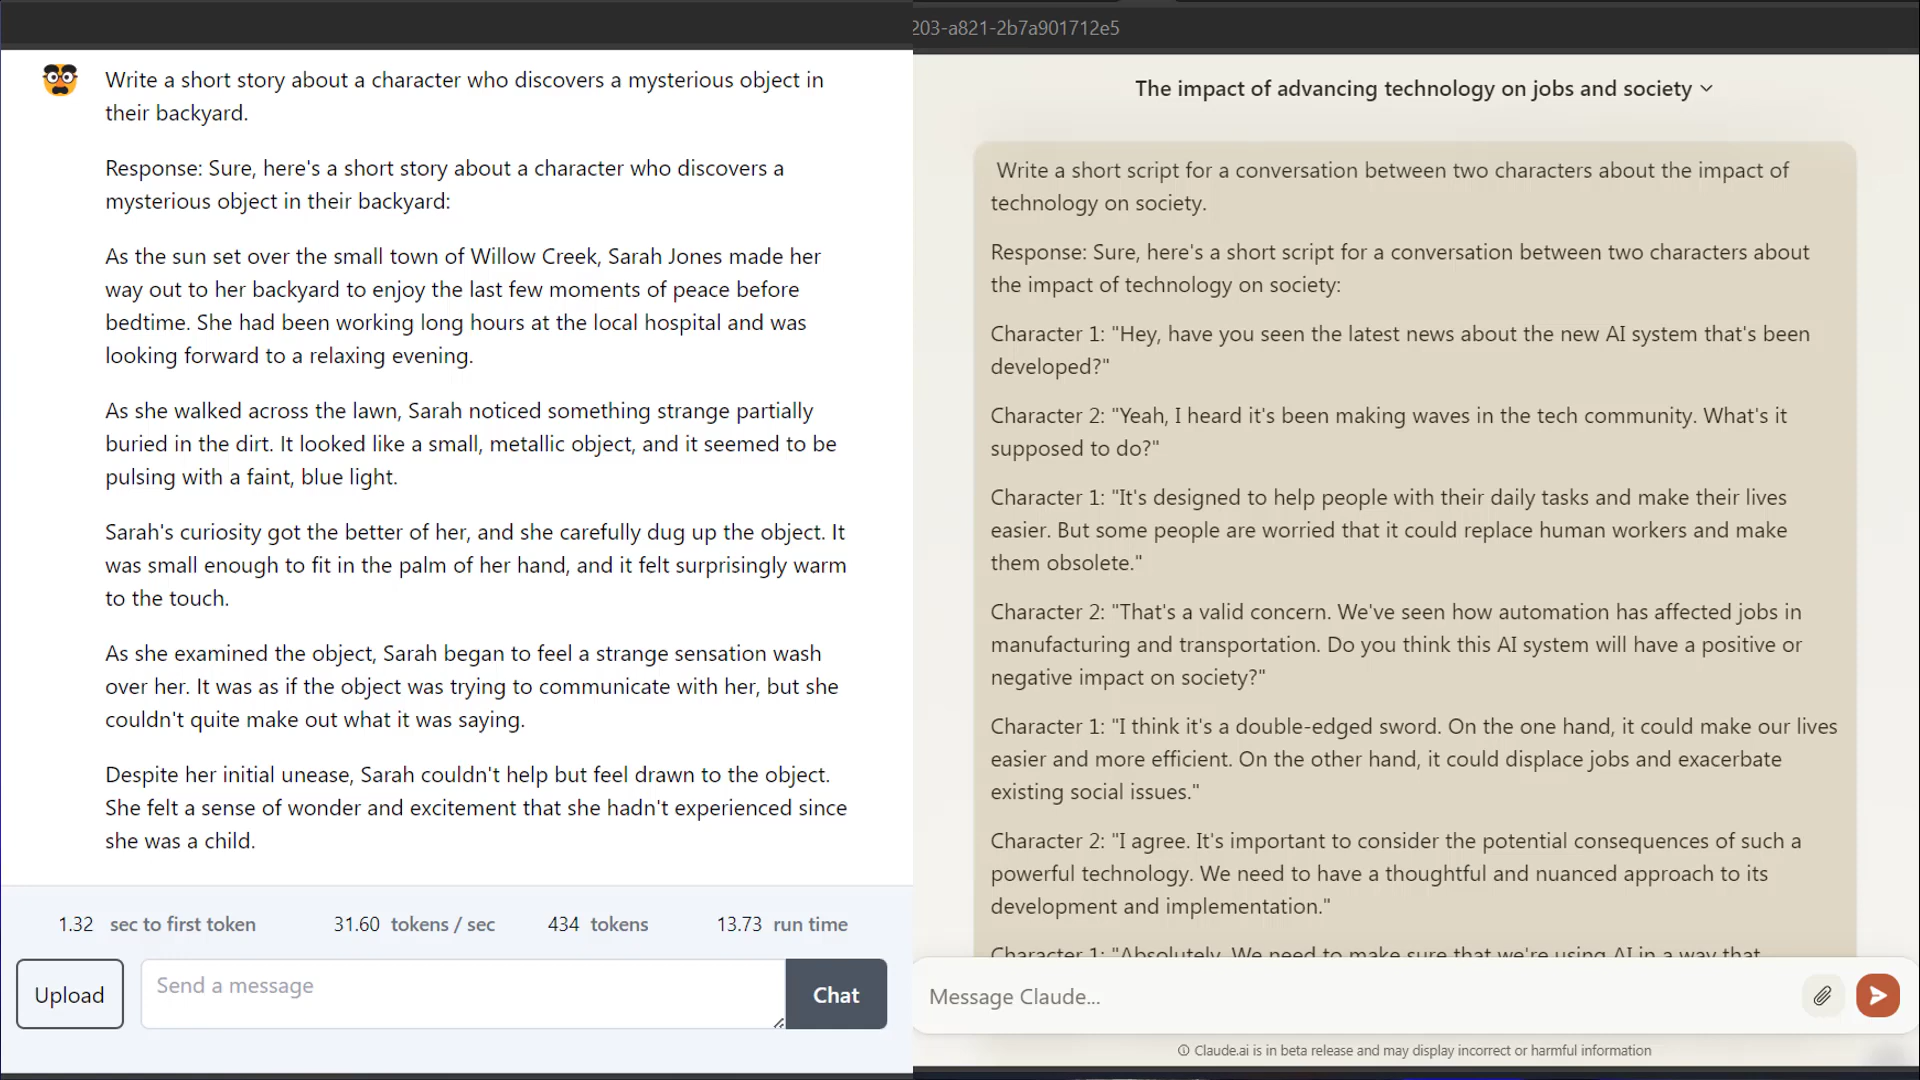 Write a short story about a character who discovers a mysterious object in
their backyard.
Response: Sure, here's a short story about a character who discovers a
mysterious object in their backyard:
As the sun set over the small town of Willow Creek, Sarah Jones made her
way out to her backyard to enjoy the last few moments of peace before
bedtime. She had been working long hours at the local hospital and was
looking forward to a relaxing evening.
As she walked across the lawn, Sarah noticed something strange partially
buried in the dirt. It looked like a small, metallic object, and it seemed to be
pulsing with a faint, blue light.
Sarah's curiosity got the better of her, and she carefully dug up the object. It
was small enough to fit in the palm of her hand, and it felt surprisingly warm
to the touch.
As she examined the object, Sarah began to feel a strange sensation wash
over her. It was as if the object was trying to communicate with her, but she
couldn't quite make out what it was saying.
Despite her initial unease, Sarah couldn't help but feel drawn to the object.
She felt a sense of wonder and excitement that she hadn't experienced since
she was a child.
1.32 sec to first token 31.60 tokens / sec 434 tokens 13.73 run time
Upload
Send a message
Chat
203-a821-2b7a901712e5
The impact of advancing technology on jobs and society
Write a short script for a conversation between two characters about the impact of
technology on society.
Response: Sure, here's a short script for a conversation between two characters about
the impact of technology on society:
Character 1: "Hey, have you seen the latest news about the new AI system that's been
developed?"
Character 2: "Yeah, I heard it's been making waves in the tech community. What's it
supposed to do?"
Character 1: "It's designed to help people with their daily tasks and make their lives
easier. But some people are worried that it could replace human workers and make
them obsolete."
Character 2: "That's a valid concern. We've seen how automation has affected jobs in
manufacturing and transportation. Do you think this AI system will have a positive or
negative impact on society?"
Character 1: "I think it's a double-edged sword. On the one hand, it could make our lives
easier and more efficient. On the other hand, it could displace jobs and exacerbate
existing social issues."
Character 2: "I agree. It's important to consider the potential consequences of such a
powerful technology. We need to have a thoughtful and nuanced approach to its
development and implementation."
Character 1: "Absolutely. We need to make sure that we're using AI in a way that
Message Claude...
Claude.ai is in beta release and may display incorrect or harmful information